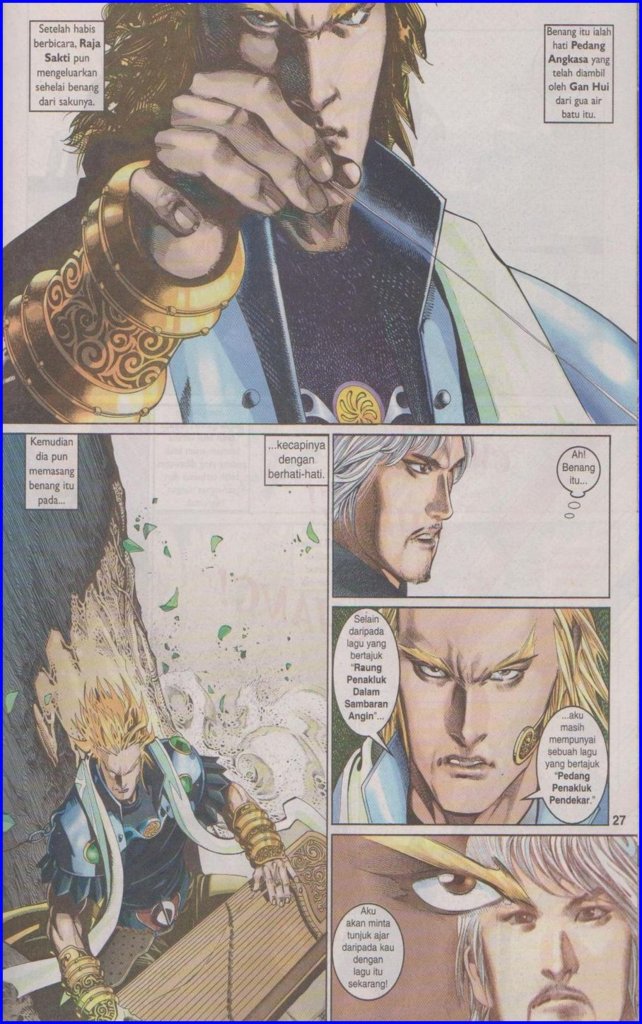 Setelah habis
berbicara, Raja
Sakti pun
mengeluarkan
sehelai benang
dari sakunya.
Benang itu ialah
hati Pedang
Angkasa yang
telah diambil
oleh Gan Hui
dari gua air
batu itu.
Kemudian
dia pun
memasang
benang itu
pada...
...kecapinya
dengan
berhati-hati.
Ah!
Benang
itu...
Selain
daripada
lagu yang
bertajuk
"Raung
Penakluk
Dalam
Sambaran
Angin"...
...aku
masih
mempunyai
sebuah lagu
yang bertajuk
"Pedang
Penakluk
Pendekar."
27
Aku
akan minta
tunjuk ajar
daripada kau
dengan
lagu itu
sekarang!